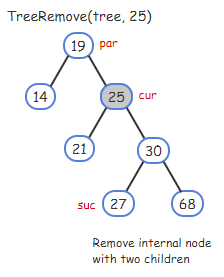 TreeRemove(tree, 25)
19 par
14
25 cur
21
30
suc 27
68
Remove internal node
with two children